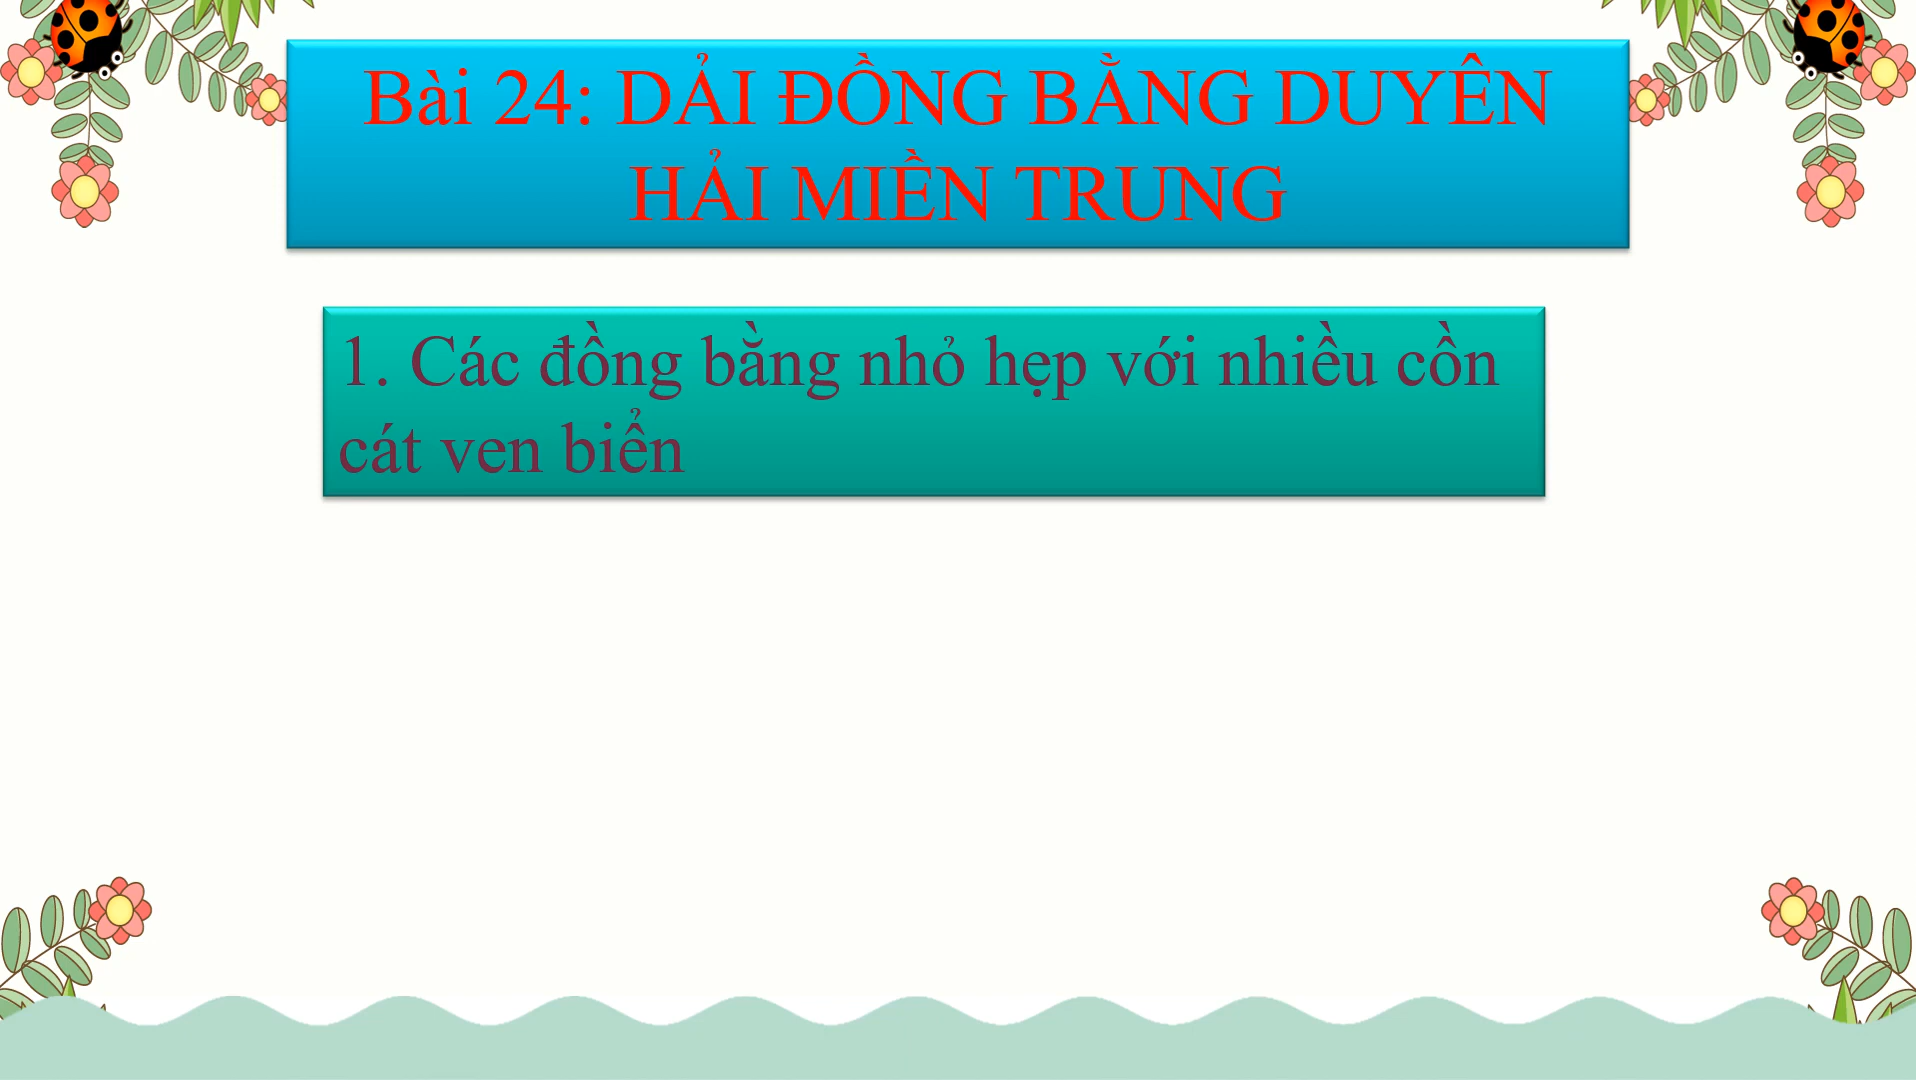 Bài 24: DẢI ĐỒNG BẰNG DUYÊN
HẢI MIỀN TRUNG
1. Các đồng bằng nhỏ hẹp với nhiều cồn
cát ven biển